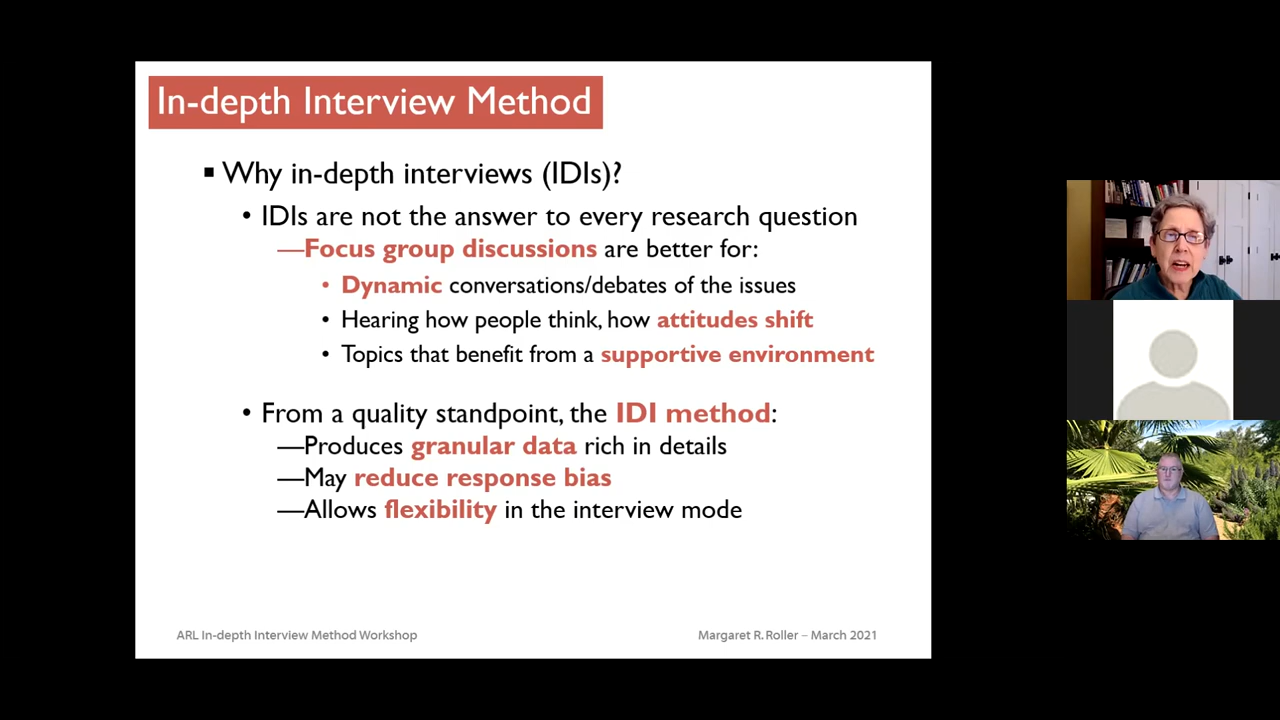 In-depth Interview Method
▪ Why in-depth interviews (IDIs)?
• IDIs are not the answer to every research question
—Focus group discussions are better for:
• Dynamic conversations/debates of the issues
• Hearing how people think, how attitudes shift
• Topics that benefit from a supportive environment
• From a quality standpoint, the IDI method:
—Produces granular data rich in details
—May reduce response bias
—Allows flexibility in the interview mode
ARL In-depth Interview Method Workshop
Margaret R. Roller – March 2021